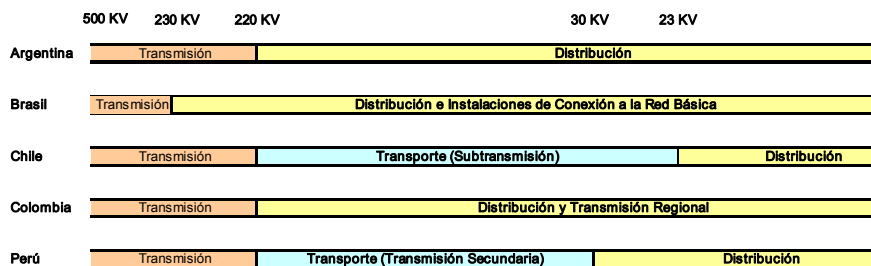 500 KV 230 KV 220 KV 30 KV 23 KV
Argentina Transmisión Distribución
Brasil Transmisión Distribución e Instalaciones de Conexión a la Red Básica
Chile Transmisión Transporte (Subtransmisión) Distribución
Colombia Transmisión Distribución y Transmisión Regional
Perú Transmisión Transporte (Transmisión Secundaria) Distribución